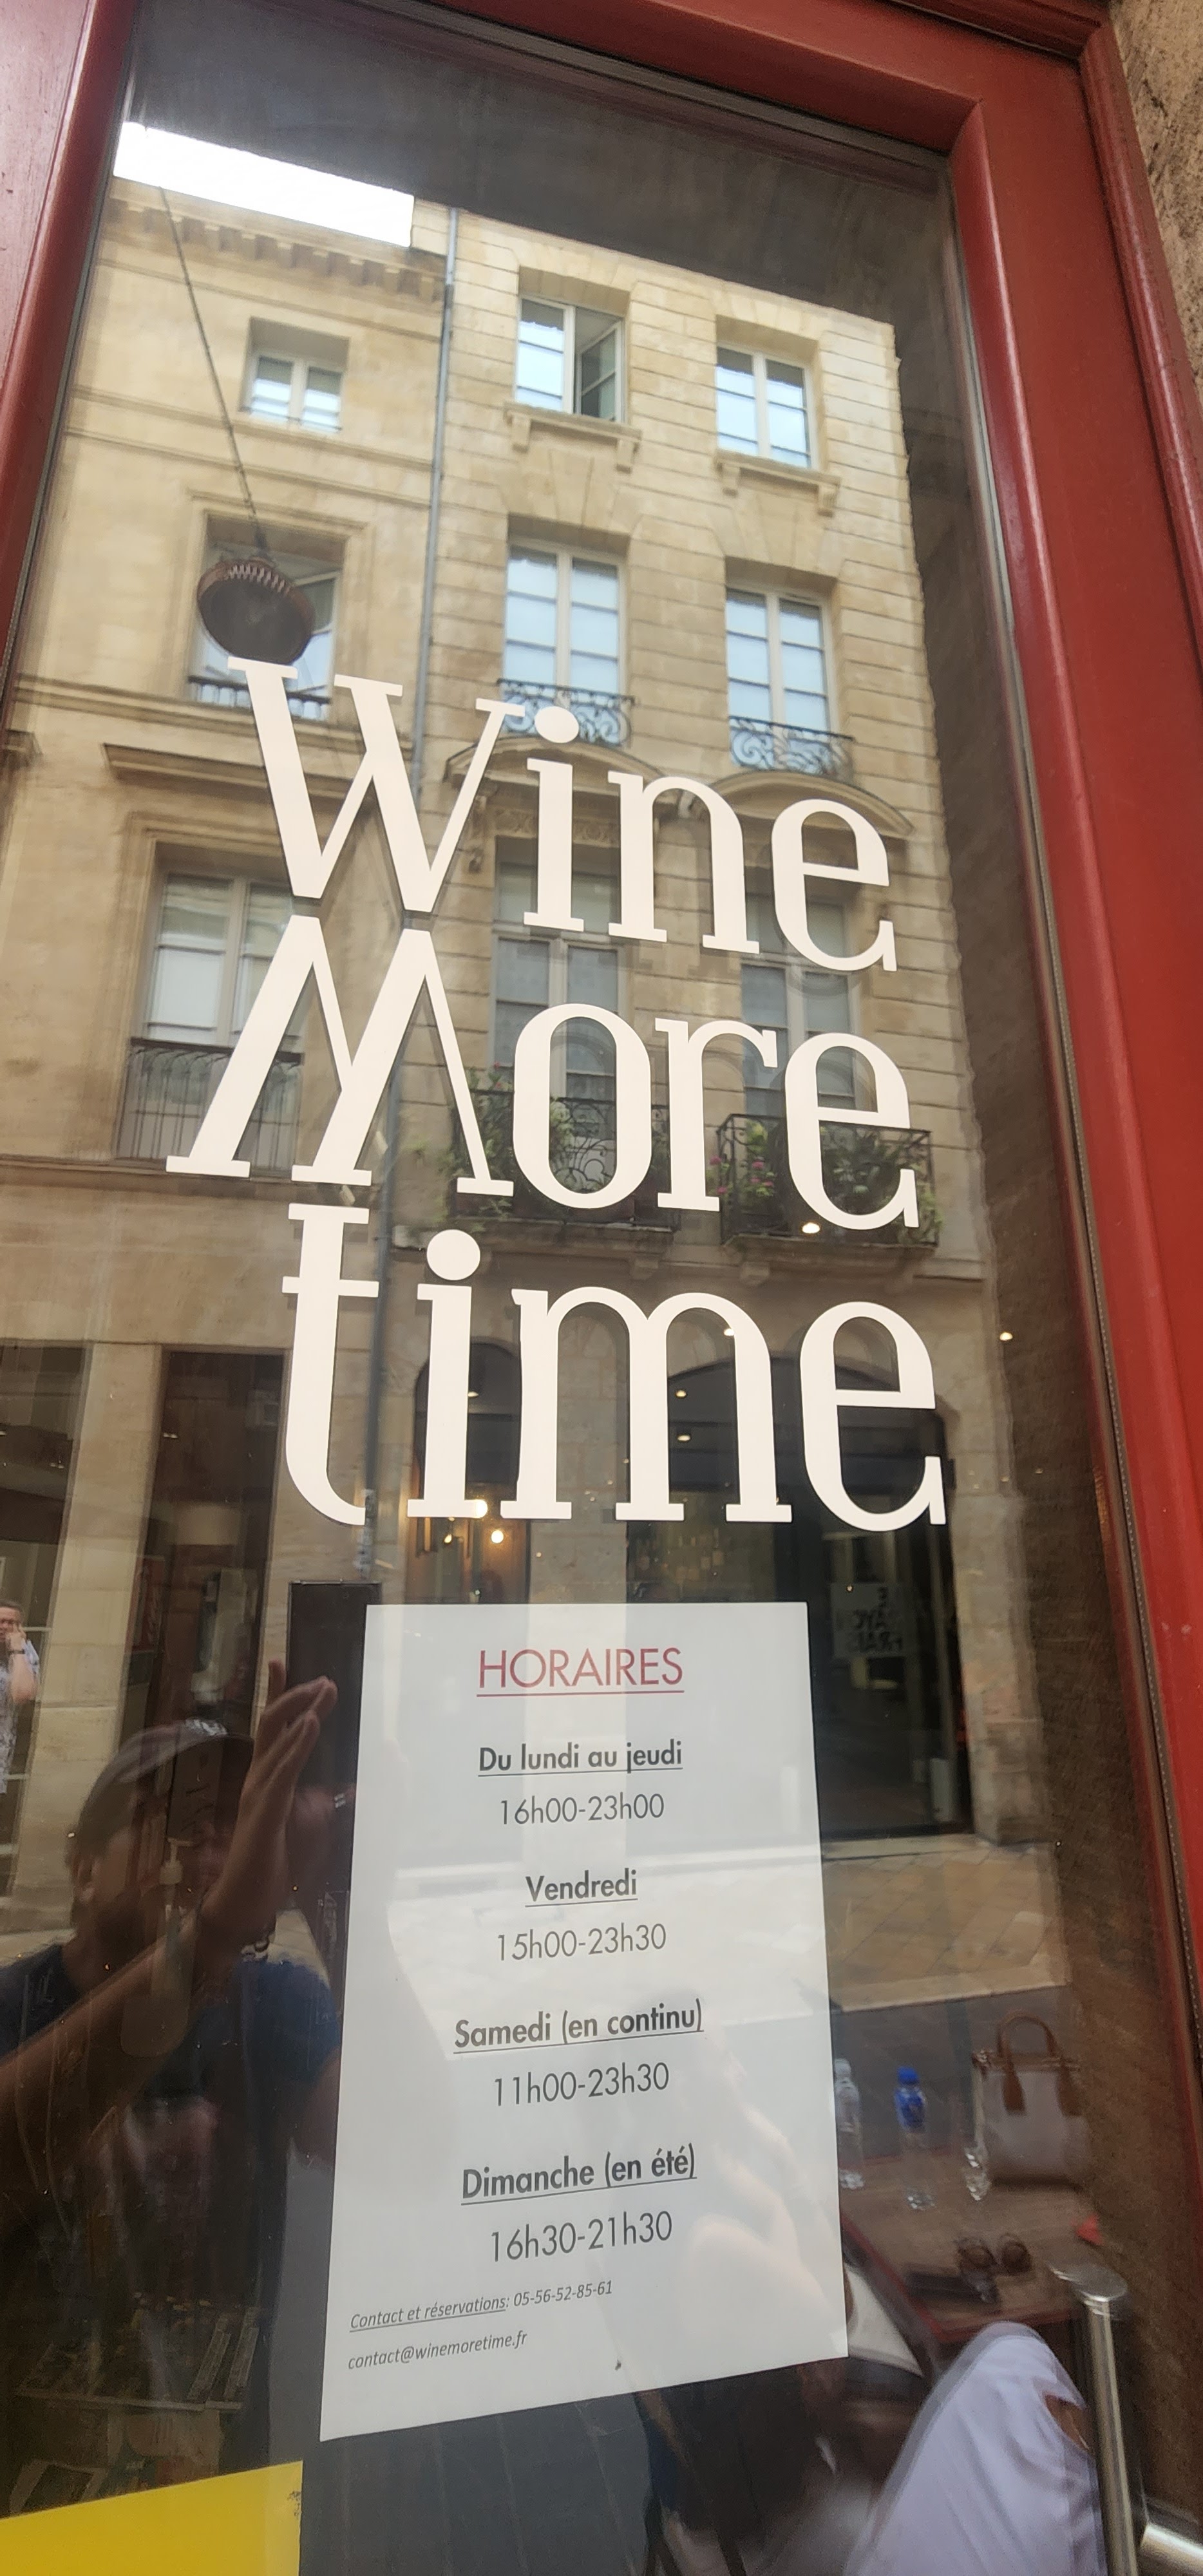 Wine
More
time
HORAIRES
Du lundi au jeudi
16h00-23h00
Vendredi
15h00-23h30
Samedi (en continu)
11h00-23h30
Dimanche (en été)
16h30-21h30
Contact et réservations: 05-56-52-85-61
contact@winemoretime.fr